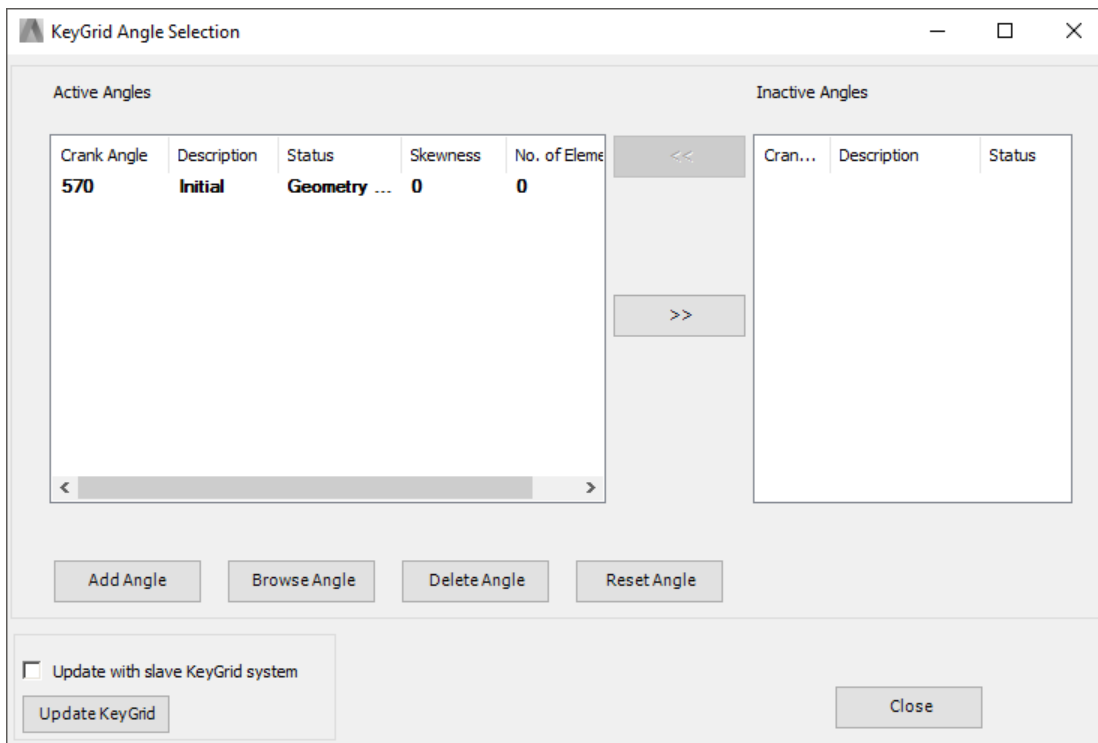 KeyGrid Angle Selection
Active Angles
Inactive Angles
Crank Angle Description Status Skewness No. of Eleme
<<
Cran... Description Status
570 Initial Geometry ... 0 0
>>
Add Angle Browse Angle Delete Angle Reset Angle
Update with slave KeyGrid system
Update KeyGrid
Close